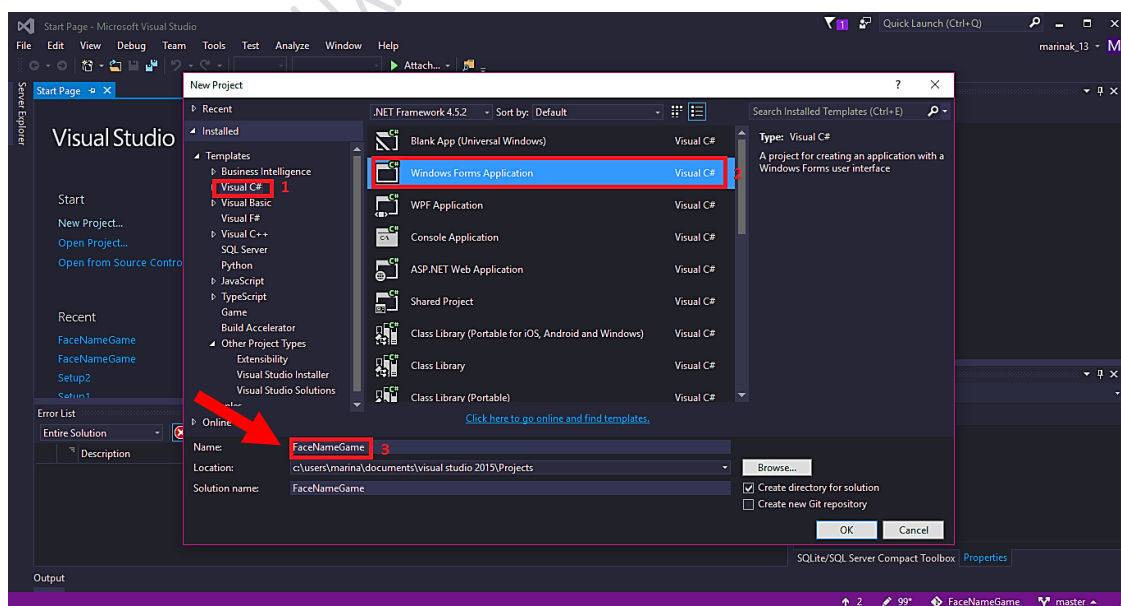 Start Page - Microsoft Visual Studio
1
Quick Launch (Ctrl+Q)
File Edit View Debug Team Tools Test Analyze Window Help
marinak_13 M
Attach...
Server Explorer
Start Page
New Project
?
Recent
.NET Framework 4.5.2 Sort by: Default
Search Installed Templates (Ctrl+E)
Installed
Visual Studio
Templates
Business Intelligence
Visual C# 1
Visual Basic
Visual F#
Visual C++
SQL Server
Python
JavaScript
TypeScript
Game
Build Accelerator
Other Project Types
Extensibility
Visual Studio Installer
Visual Studio Solutions
Online
Blank App (Universal Windows) Visual C#
Windows Forms Application Visual C# 2
WPF Application Visual C#
Console Application Visual C#
ASP.NET Web Application Visual C#
Shared Project Visual C#
Class Library (Portable for iOS, Android and Windows) Visual C#
Class Library Visual C#
Class Library (Portable) Visual C#
Click here to go online and find templates.
Type: Visual C#
A project for creating an application with a
Windows Forms user interface
Start
New Project...
Open Project...
Open from Source Contro
Recent
FaceNameGame
FaceNameGame
Setup2
Setup1
Error List
Entire Solution
Description
Name: FaceNameGame 3
Location: c:\users\marina\documents\visual studio 2015\Projects
Browse...
Solution name: FaceNameGame
Create directory for solution
Create new Git repository
OK Cancel
SQLite/SQL Server Compact Toolbox Properties
Output
2 99* FaceNameGame master